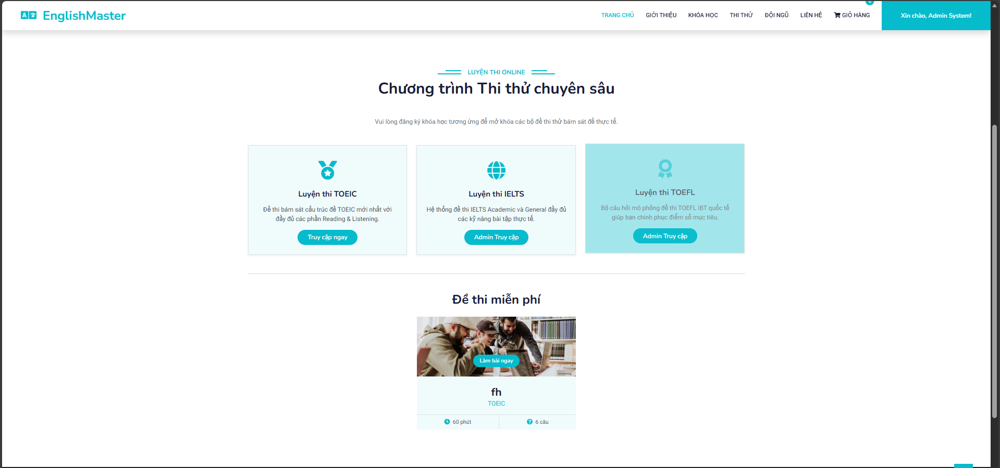 EnglishMaster
TRANG CHỦ GIỚI THIỆU KHÓA HỌC THI THỬ ĐỘI NGŨ LIÊN HỆ GIỎ HÀNG
Xin chào, Admin System!
LUYỆN THI ONLINE
Chương trình Thi thử chuyên sâu
Vui lòng đăng ký khóa học tương ứng để mở khóa các bộ đề thi thử bám sát đề thực tế.
Luyện thi TOEIC
Đề thi bám sát cấu trúc đề TOEIC mới nhất với
đầy đủ các phần Reading & Listening.
Truy cập ngay
Luyện thi IELTS
Hệ thống đề thi IELTS Academic và General đầy đủ
các kỹ năng bài tập thực tế.
Admin Truy cập
Luyện thi TOEFL
Bộ câu hỏi mô phỏng đề thi TOEFL iBT quốc tế
giúp bạn chinh phục điểm số mục tiêu.
Admin Truy cập
Đề thi miễn phí
Làm bài ngay
fh
TOEIC
60 phút
6 câu